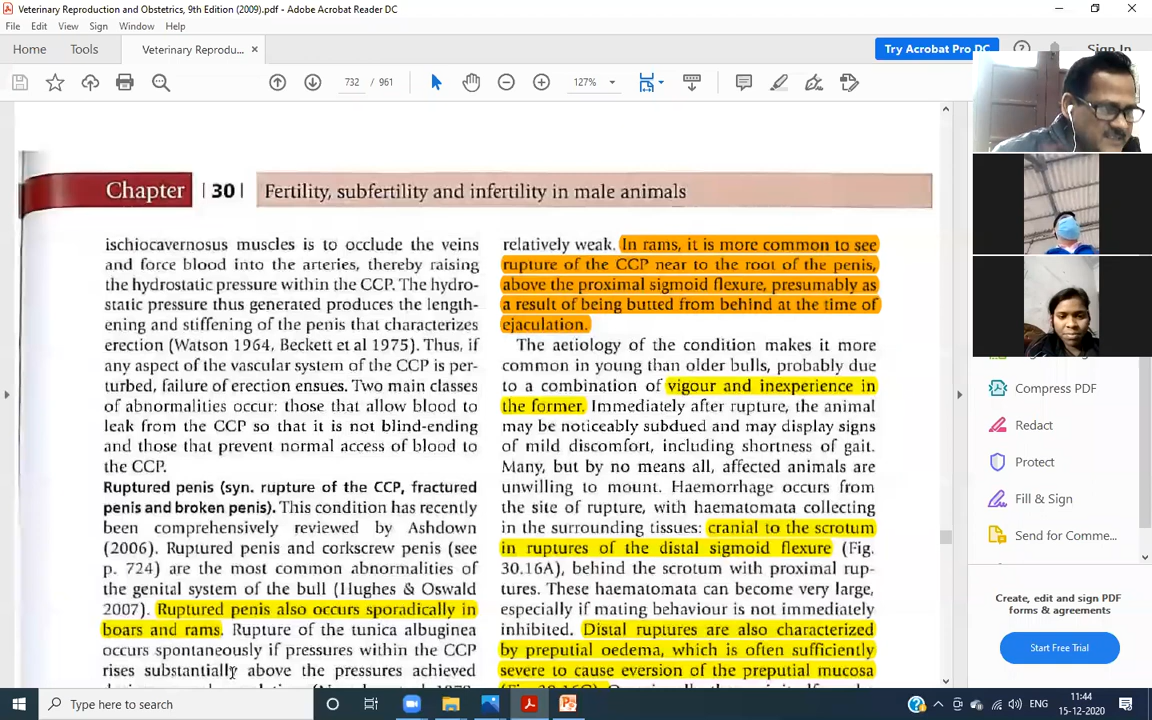 Veterinary Reproduction and Obstetrics, 9th Edition (2009).pdf - Adobe Acrobat Reader DC
File Edit View Sign Window Help
Home Tools Veterinary Reprodu... × Try Acrobat Pro DC Sign In
732 / 961 127%
Chapter | 30 | Fertility, subfertility and infertility in male animals
ischiocavernosus muscles is to occlude the veins
and force blood into the arteries, thereby raising
the hydrostatic pressure within the CCP. The hydro-
static pressure thus generated produces the length-
ening and stiffening of the penis that characterizes
erection (Watson 1964, Beckett et al 1975). Thus, if
any aspect of the vascular system of the CCP is per-
turbed, failure of erection ensues. Two main classes
of abnormalities occur: those that allow blood to
leak from the CCP so that it is not blind-ending
and those that prevent normal access of blood to
the CCP.
Ruptured penis (syn. rupture of the CCP, fractured
penis and broken penis). This condition has recently
been comprehensively reviewed by Ashdown
(2006). Ruptured penis and corkscrew penis (see
p. 724) are the most common abnormalities of
the genital system of the bull (Hughes & Oswald
2007). Ruptured penis also occurs sporadically in
boars and rams. Rupture of the tunica albuginea
occurs spontaneously if pressures within the CCP
rises substantially above the pressures achieved
relatively weak. In rams, it is more common to see
rupture of the CCP near to the root of the penis,
above the proximal sigmoid flexure, presumably as
a result of being butted from behind at the time of
ejaculation.
The aetiology of the condition makes it more
common in young than older bulls, probably due
to a combination of vigour and inexperience in
the former. Immediately after rupture, the animal
may be noticeably subdued and may display signs
of mild discomfort, including shortness of gait.
Many, but by no means all, affected animals are
unwilling to mount. Haemorrhage occurs from
the site of rupture, with haematomata collecting
in the surrounding tissues: cranial to the scrotum
in ruptures of the distal sigmoid flexure (Fig.
30.16A), behind the scrotum with proximal rup-
tures. These haematomata can become very large,
especially if mating behaviour is not immediately
inhibited. Distal ruptures are also characterized
by preputial oedema, which is often sufficiently
severe to cause eversion of the preputial mucosa
Compress PDF
Redact
Protect
Fill & Sign
Send for Comme...
Create, edit and sign PDF
forms & agreements
Start Free Trial
Type here to search
ENG
11:44
15-12-2020